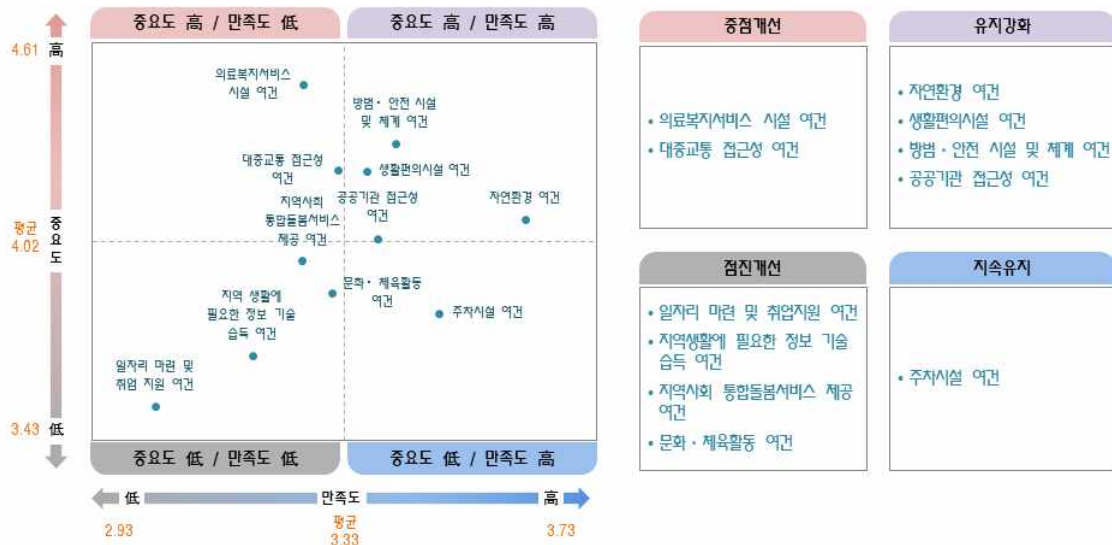 중요도 高 / 만족도 低
중요도 高 / 만족도 高
4.61
高
평균
4.02
중요도
3.43
低
의료복지서비스
시설 여건
방범· 안전 시설
및 체계 여건
대중교통 접근성
여건
생활편의시설 여건
지역사회
통합돌봄서비스
제공 여건
공공기관 접근성
여건
자연환경 여건
문화· 체육활동
여건
주차시설 여건
지역 생활에
필요한 정보 기술
습득 여건
일자리 마련 및
취업 지원 여건
중요도 低 / 만족도 低
중요도 低 / 만족도 高
低
만족도
高
2.93
평균
3.33
3.73
중점개선
• 의료복지서비스 시설 여건
• 대중교통 접근성 여건
유지강화
• 자연환경 여건
• 생활편의시설 여건
• 방범·안전 시설 및 체계 여건
• 공공기관 접근성 여건
점진개선
• 일자리 마련 및 취업지원 여건
• 지역생활에 필요한 정보 기술
습득 여건
• 지역사회 통합돌봄서비스 제공
여건
• 문화·체육활동 여건
지속유지
• 주차시설 여건